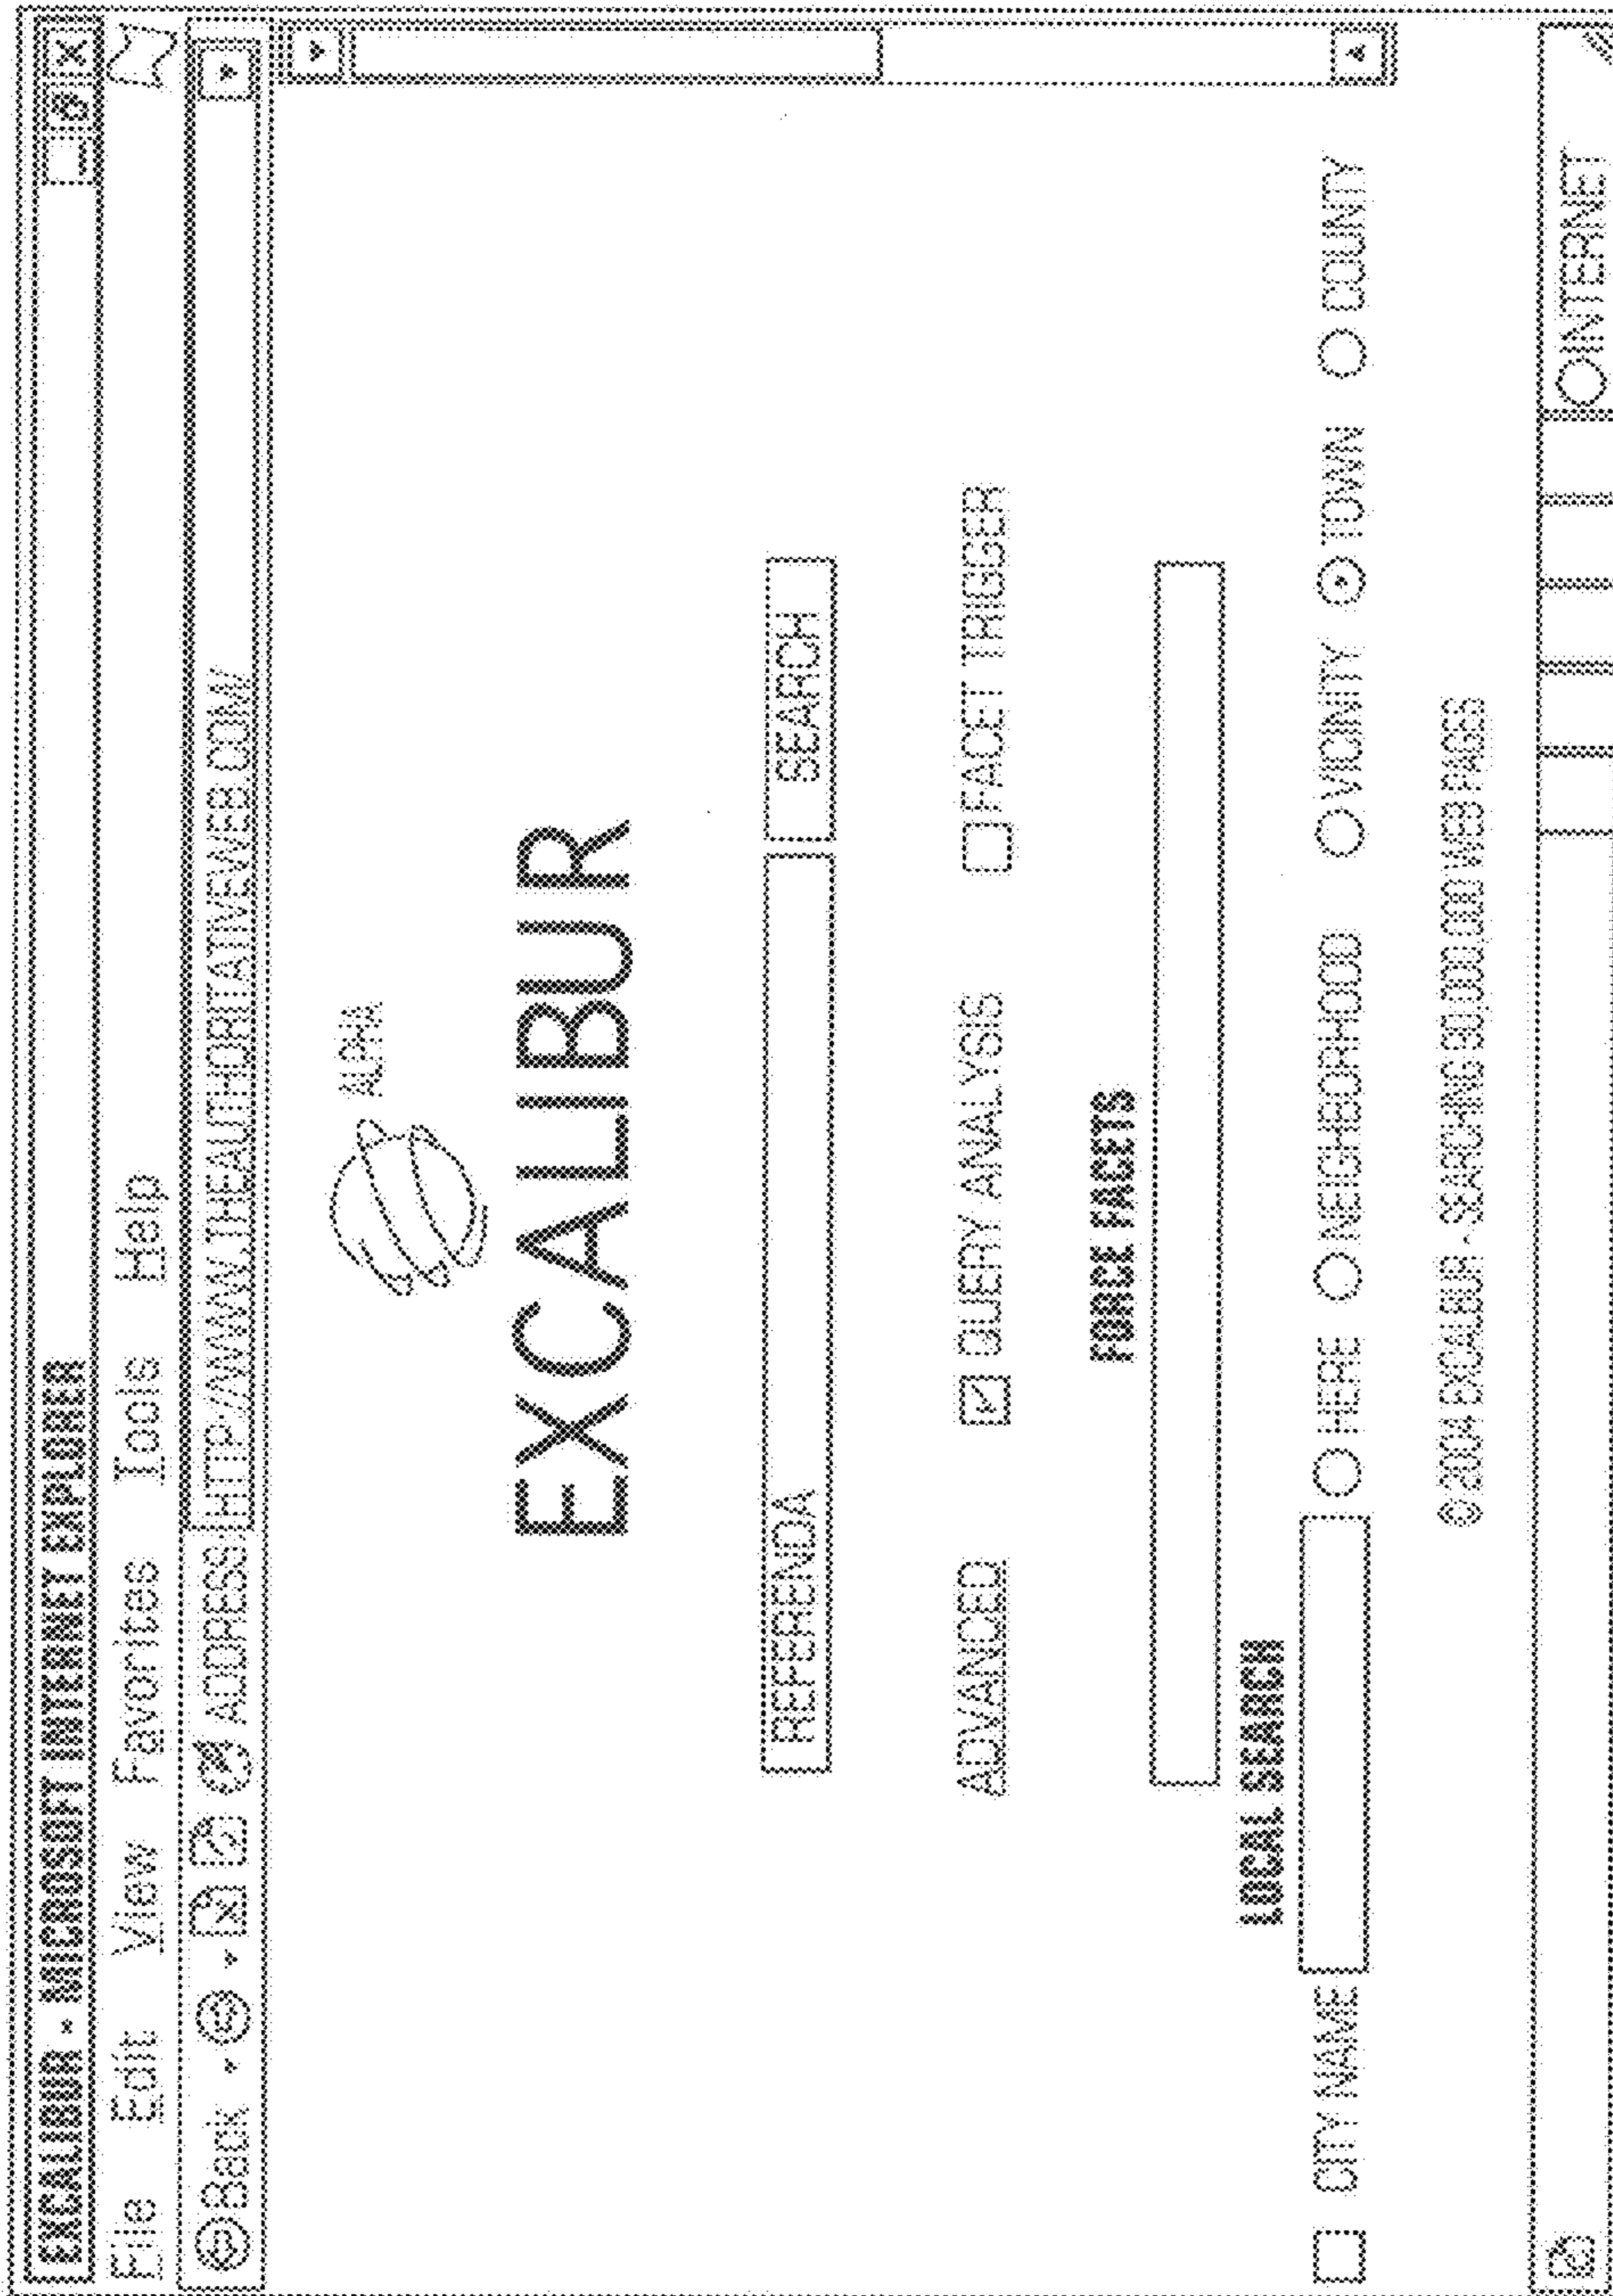 EXCALIBUR - MICROSOFT INTERNET EXPLORER
File Edit View Favorites Tools Help
Back ADDRESS HTTP://WWW.THEAUTHORITATIVEWEB.COM/
ALPHA
EXCALIBUR
REFERENDA SEARCH
ADVANCED QUERY ANALYSIS FACET TRIGGER
FORCE FACETS
LOCAL SEARCH
CITY NAME HERE NEIGHBORHOOD VICINITY TOWN COUNTY
© 2004 EXCALIBUR - SEARCHING 60,000,000 WEB PAGES
INTERNET